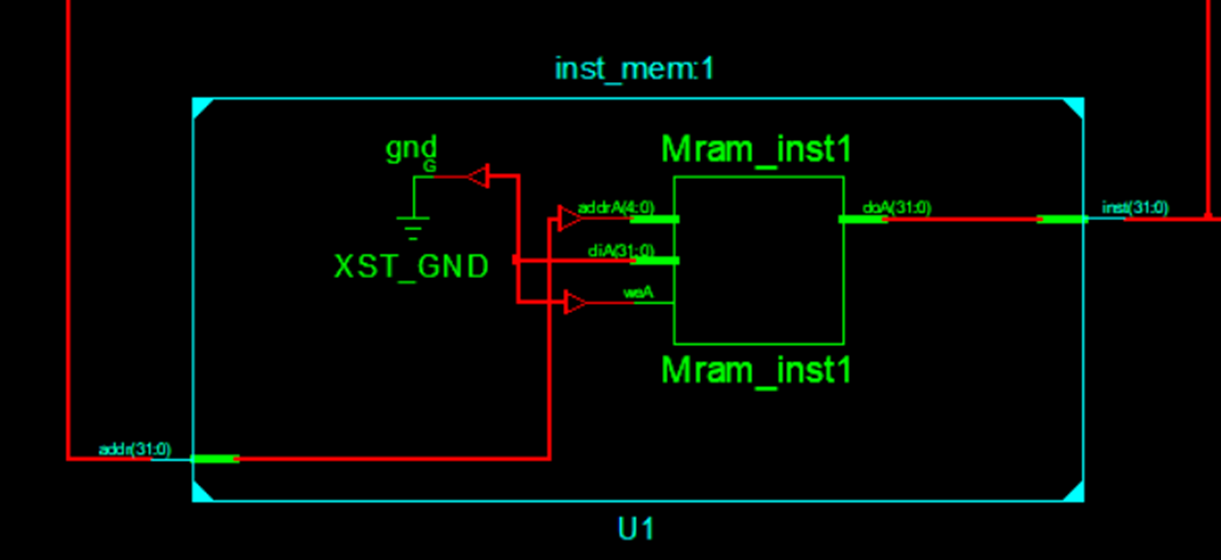 inst_mem:1
gnd
G
Mram_inst1
addrA(4:0)
doA(31:0)
inst(31:0)
diA(31:0)
XST_GND
weA
Mram_inst1
addr(31:0)
U1